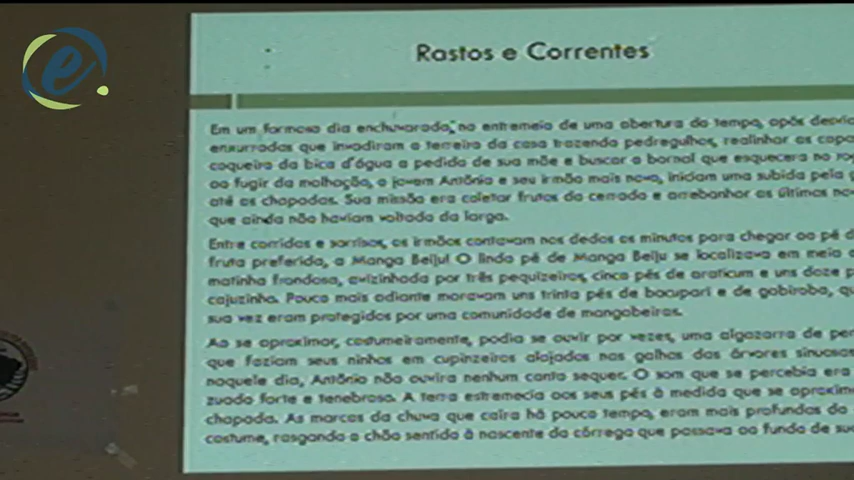 Rastos e Correntes
Em um formoso dia enchuvarado, no entremeio de uma abertura do tempo, após
enxurradas que invadiram o terreiro da casa trazendo pedregulhos, realinhar os
coqueiro da bica d'água a pedido de sua mãe e buscar o bornal que esquecera no
ao fugir da malhação, o jovem Antônio e seu irmão mais novo, iniciam uma subida pela
até as chapadas. Sua missão era coletar frutos do cerrado e arrebanhar os últimos
que ainda não haviam voltado da larga.
Entre corridas e sorrisos, os irmãos contavam nos dedos os minutos para chegar ao pé
fruta preferida, a Manga Beiju! O lindo pé de Manga Beiju se localizava em meio
matinha frondosa, avizinhada por três pequizeiros, cinco pés de araticum e uns doze
cajuzinho. Pouco mais adiante moravam uns trinta pés de bacupari e de gabiroba,
sua vez eram protegidos por uma comunidade de mangabeiras.
Ao se aproximar, costumeiramente, podia se ouvir por vezes, uma algazarra de
que faziam seus ninhos em cupinzeiros alojados nos galhos das árvores sinuosas
naquele dia, Antônio não ouvira nenhum canto sequer. O som que se percebia era
zuado forte e tenebroso. A terra estremecia aos seus pés à medida que se
chapada. As marcas da chuva que caíra há pouco tempo, eram mais profundas do
costume, rasgando o chão sentido à nascente do córrego que passava ao fundo de